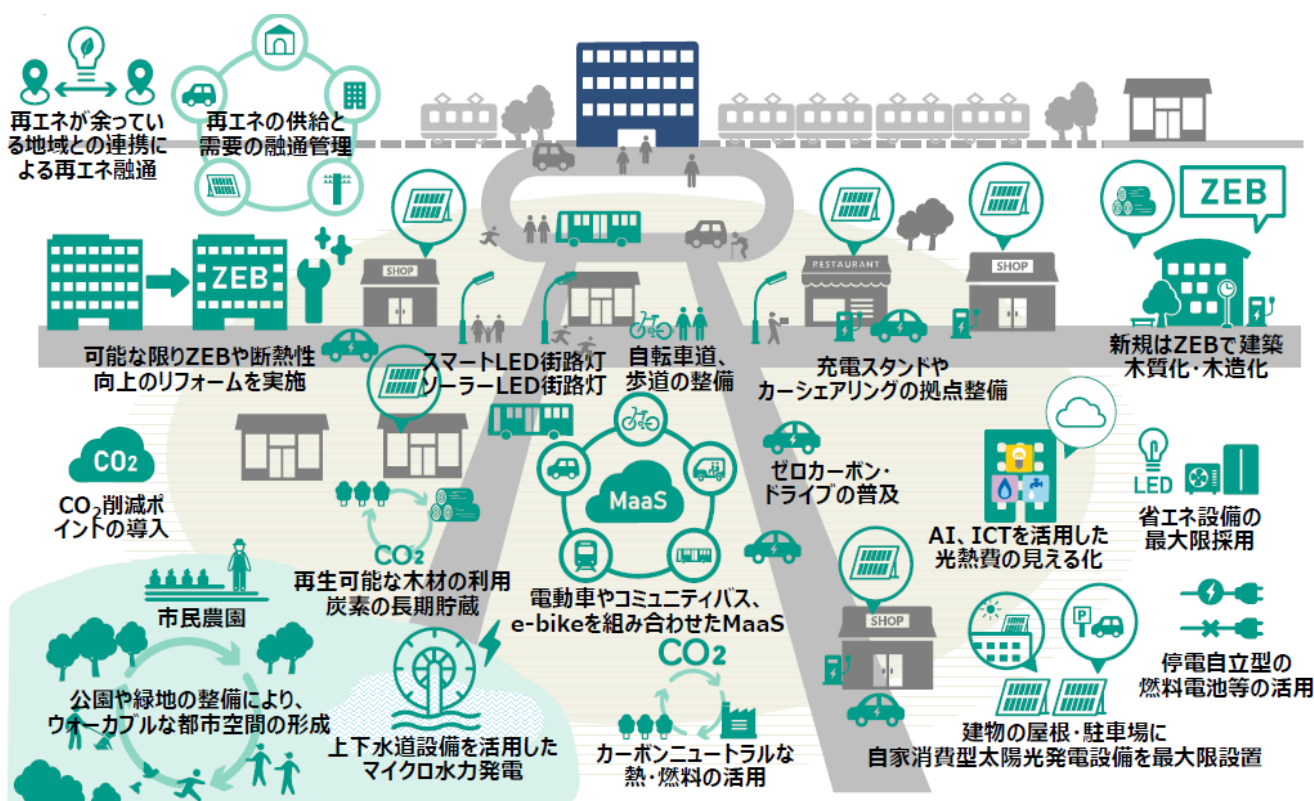 再エネが余ってい
る地域との連携に
よる再エネ融通
再エネの供給と
需要の融通管理
ZEB
ZEB
SHOP
RESTAURANT
SHOP
可能な限りZEBや断熱性
向上のリフォームを実施
スマートLED街路灯
ソーラーLED街路灯
自転車道、
歩道の整備
充電スタンドや
カーシェアリングの拠点整備
新規はZEBで建築
木質化・木造化
CO2
CO2削減ポ
イントの導入
CO2
再生可能な木材の利用
炭素の長期貯蔵
MaaS
電動車やコミュニティバス、
e-bikeを組み合わせたMaaS
ゼロカーボン・
ドライブの普及
AI、ICTを活用した
光熱費の見える化
LED
省エネ設備の
最大限採用
市民農園
公園や緑地の整備により、
ウォーカブルな都市空間の形成
上下水道設備を活用した
マイクロ水力発電
CO2
カーボンニュートラルな
熱・燃料の活用
SHOP
P
建物の屋根・駐車場に
自家消費型太陽光発電設備を最大限設置
停電自立型の
燃料電池等の活用